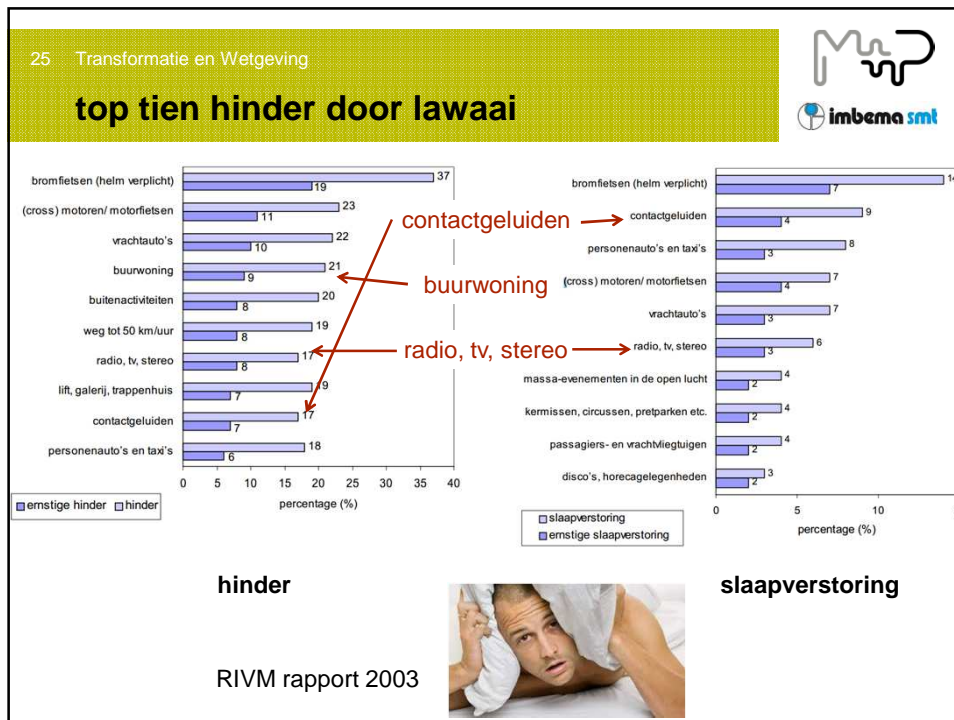 25 Transformatie en Wetgeving
top tien hinder door lawaai
imbema smt
bromfietsen (helm verplicht)
37
19
(cross) motoren/ motorfietsen
23
11
vrachtauto's
22
10
buurwoning
21
9
buitenactiviteiten
20
8
weg tot 50 km/uur
19
8
radio, tv, stereo
17
8
lift, galerij, trappenhuis
19
7
contactgeluiden
17
7
personenauto's en taxi's
18
6
0 5 10 15 20 25 30 35 40
percentage (%)
ernstige hinder hinder
contactgeluiden
buurwoning
radio, tv, stereo
bromfietsen (helm verplicht)
14
7
contactgeluiden
9
4
personenauto's en taxi's
8
3
(cross) motoren/ motorfietsen
7
4
vrachtauto's
7
3
radio, tv, stereo
6
3
massa-evenementen in de open lucht
4
2
kermissen, circussen, pretparken etc.
4
2
passagiers- en vrachtvliegtuigen
4
2
disco's, horecagelegenheden
3
2
0 5 10
percentage (%)
slaapverstoring
ernstige slaapverstoring
hinder
slaapverstoring
RIVM rapport 2003